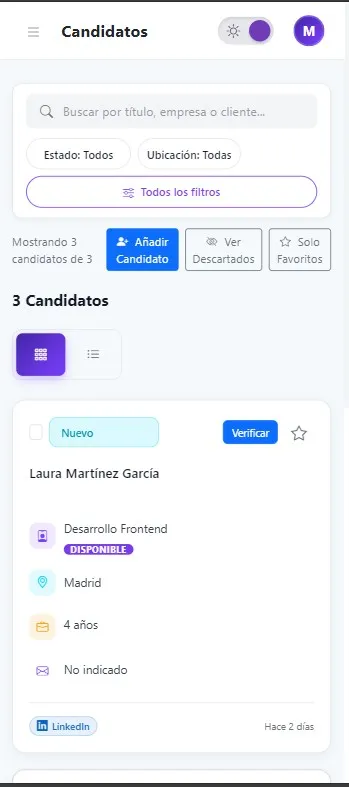 Candidatos
M
Buscar por título, empresa o cliente...
Estado: Todos
Ubicación: Todas
Todos los filtros
Mostrando 3
candidatos de 3
Añadir
Candidato
Ver
Descartados
Solo
Favoritos
3 Candidatos
Nuevo
Verificar
Laura Martínez García
Desarrollo Frontend
DISPONIBLE
Madrid
4 años
No indicado
LinkedIn
Hace 2 días